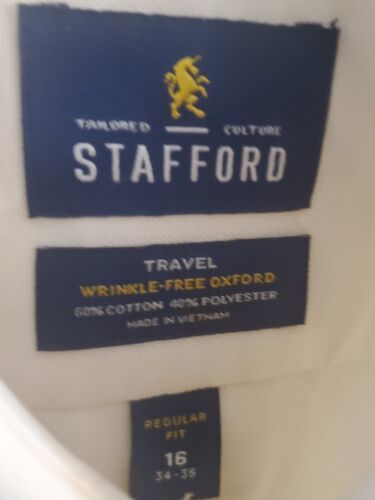 TAILORED — CULTURE
STAFFORD
TRAVEL
WRINKLE-FREE OXFORD
60% COTTON 40% POLYESTER
MADE IN VIETNAM
REGULAR
FIT
16
34-35